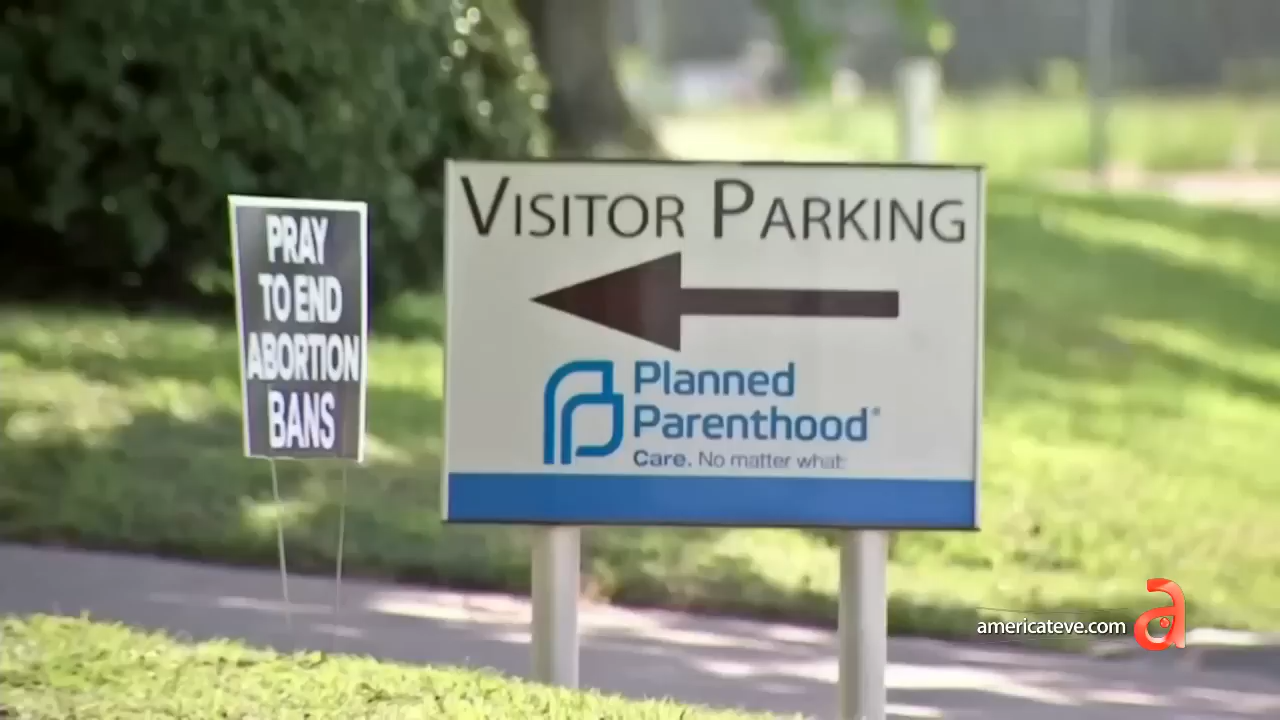 PRAY
TO END
ABORTION
BANS
VISITOR PARKING
Planned
Parenthood®
Care. No matter what.
americateve.com
a